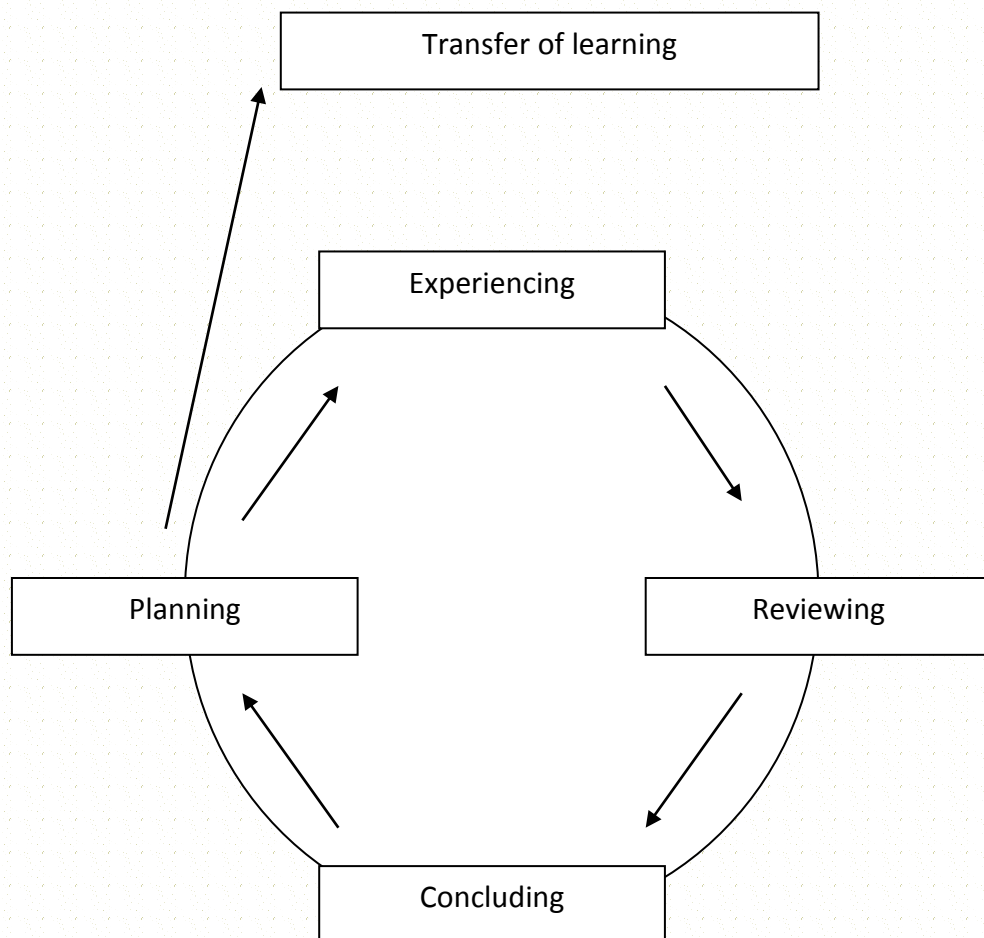 Transfer of learning
Experiencing
Planning
Reviewing
Concluding